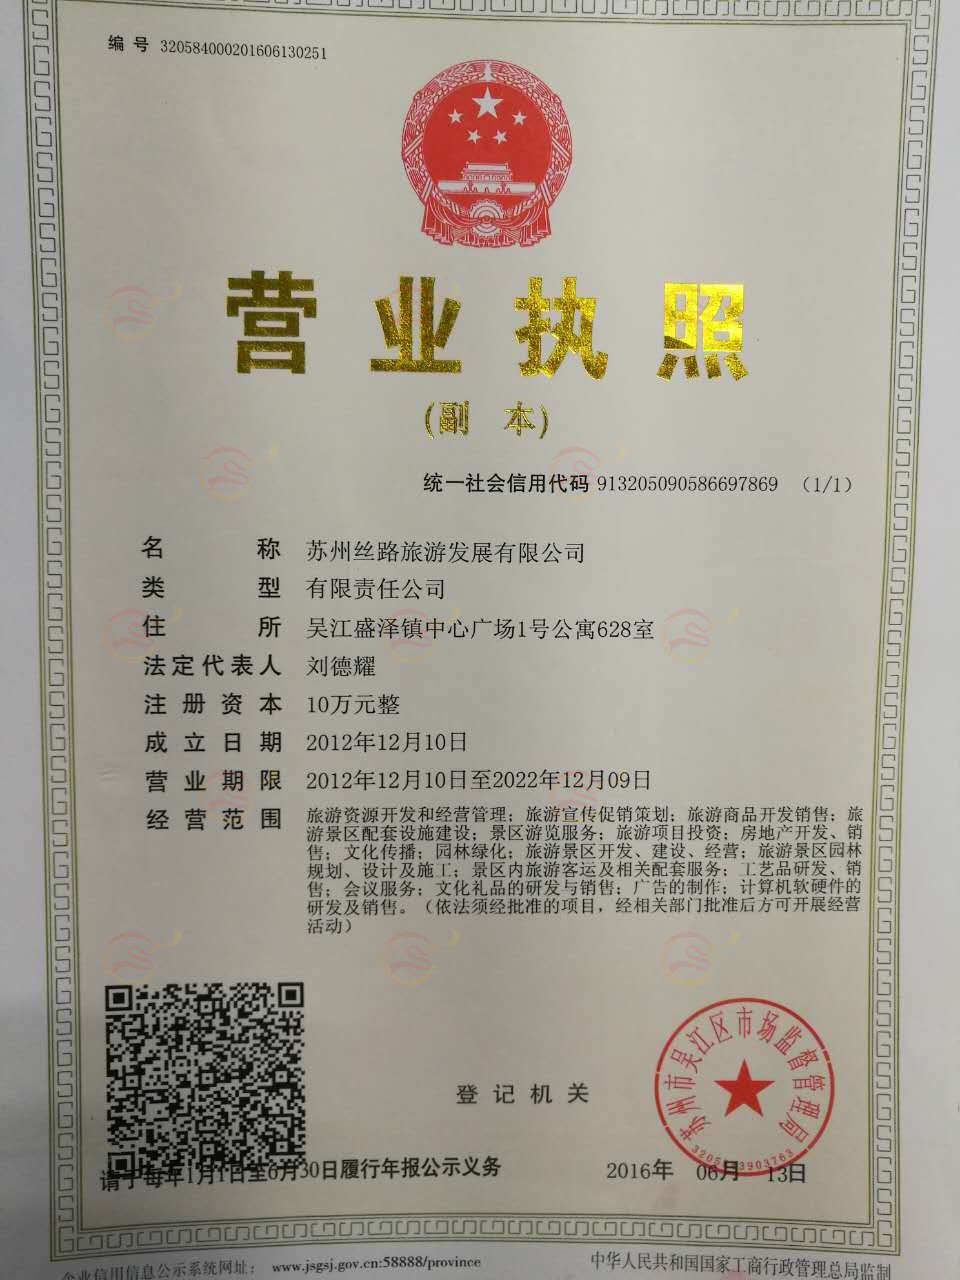 编 号 320584000201606130251
营业执照
(副 本)
统一社会信用代码 913205090586697869 （1/1）
名 称 苏州丝路旅游发展有限公司
类 型 有限责任公司
住 所 吴江盛泽镇中心广场1号公寓628室
法定代表人 刘德耀
注册资本 10万元整
成立日期 2012年12月10日
营业期限 2012年12月10日至2022年12月09日
经营范围 旅游资源开发和经营管理；旅游宣传促销策划；旅游商品开发销售；旅
游景区配套设施建设；景区游览服务；旅游项目投资；房地产开发、销
售；文化传播；园林绿化；旅游景区开发、建设、经营；旅游景区园林
规划、设计及施工；景区内旅游客运及相关配套服务；工艺品研发、销
售；会议服务；文化礼品的研发与销售；广告的制作；计算机软硬件的
研发及销售。（依法须经批准的项目，经相关部门批准后方可开展经营
活动）
苏州市吴江区市场监督管理局
登 记 机 关
请于每年1月1日至6月30日履行年报公示义务
2016年 06月 13日
企业信用信息公示系统网址： www.jsgsj.gov.cn:58888/province
中华人民共和国国家工商行政管理总局监制